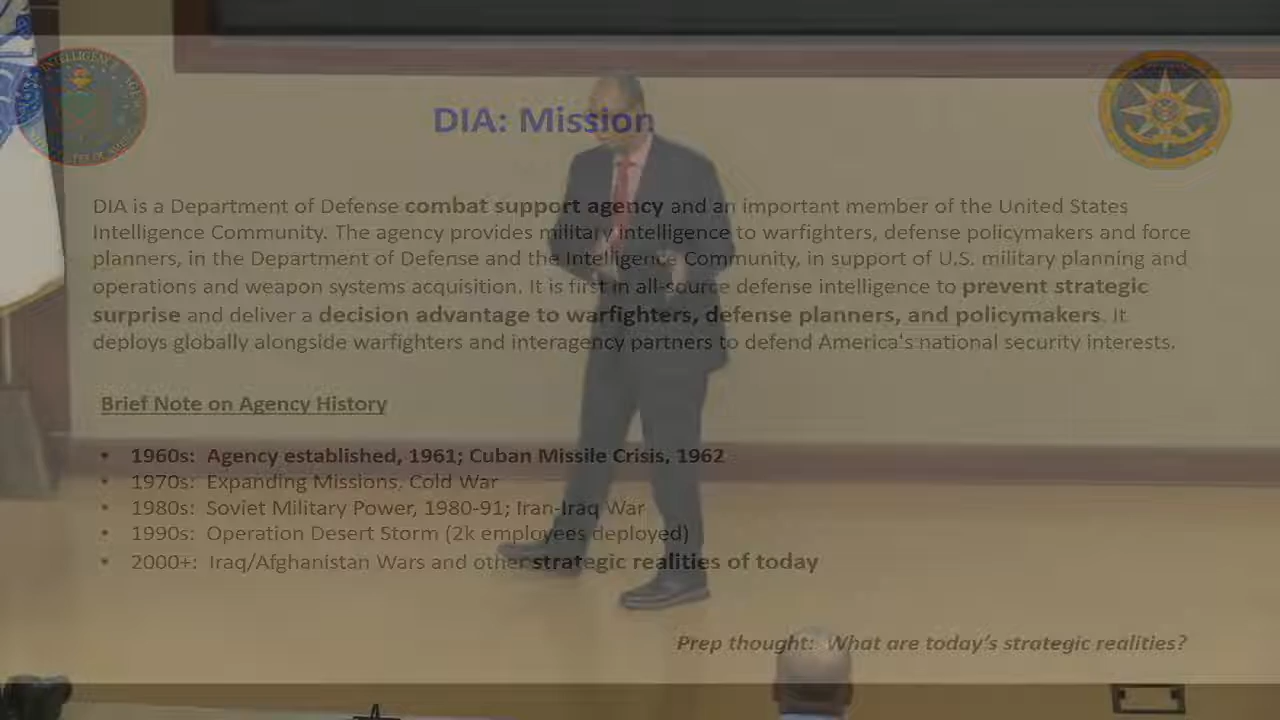 DIA: Mission
DIA is a Department of Defense combat support agency and an important member of the United States
Intelligence Community. The agency provides military intelligence to warfighters, defense policymakers and force
planners, in the Department of Defense and the Intelligence Community, in support of U.S. military planning and
operations and weapon systems acquisition. It is first in all-source defense intelligence to prevent strategic
surprise and deliver a decision advantage to warfighters, defense planners, and policymakers. It
deploys globally alongside warfighters and interagency partners to defend America's national security interests.
Brief Note on Agency History
• 1960s: Agency established, 1961; Cuban Missile Crisis, 1962
• 1970s: Expanding Missions, Cold War
• 1980s: Soviet Military Power, 1980-91; Iran-Iraq War
• 1990s: Operation Desert Storm (2k employees deployed)
• 2000+: Iraq/Afghanistan Wars and other strategic realities of today
Prep thought: What are today's strategic realities?